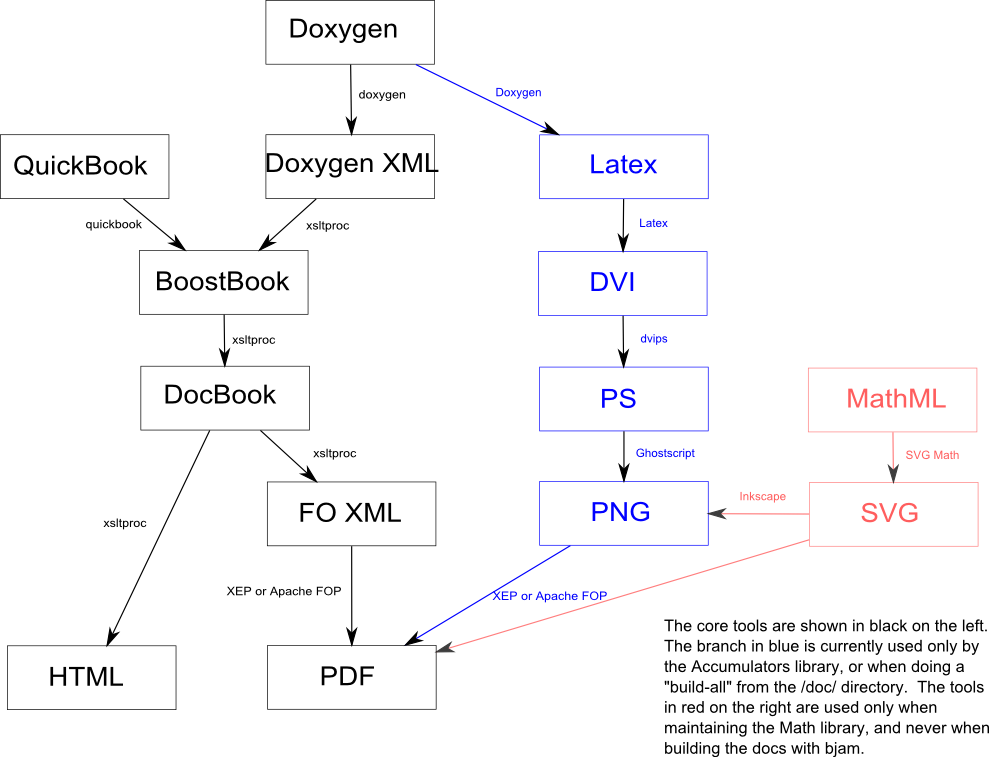 Doxygen
doxygen
Doxygen
QuickBook
Doxygen XML
Latex
quickbook
xsltproc
Latex
BoostBook
DVI
xsltproc
dvips
DocBook
PS
MathML
xsltproc
Ghostscript
SVG Math
xsltproc
FO XML
PNG
Inkscape
SVG
XEP or Apache FOP
XEP or Apache FOP
HTML
PDF
The core tools are shown in black on the left.
The branch in blue is currently used only by
the Accumulators library, or when doing a
"build-all" from the /doc/ directory.  The tools
in red on the right are used only when
maintaining the Math library, and never when
building the docs with bjam.